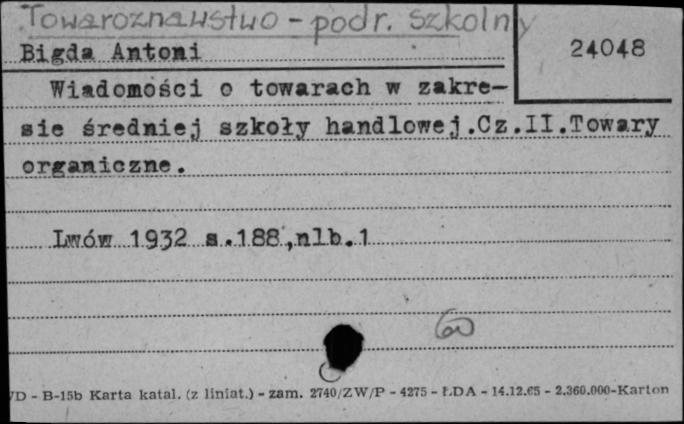 Towaroznawstwo - podr. szkolny
Bigda Antoni
24048
Wiadomości o towarach w zakre-
sie średniej szkoły handlowej.Cz.II.Towary
organiczne.
Lwów 1932 s.188,nlb.1
/D - B-15b Karta katal. (z liniat.) - zam. 2740/ZW/P - 4275 - ŁDA - 14.12.65 - 2.360.000-Karton